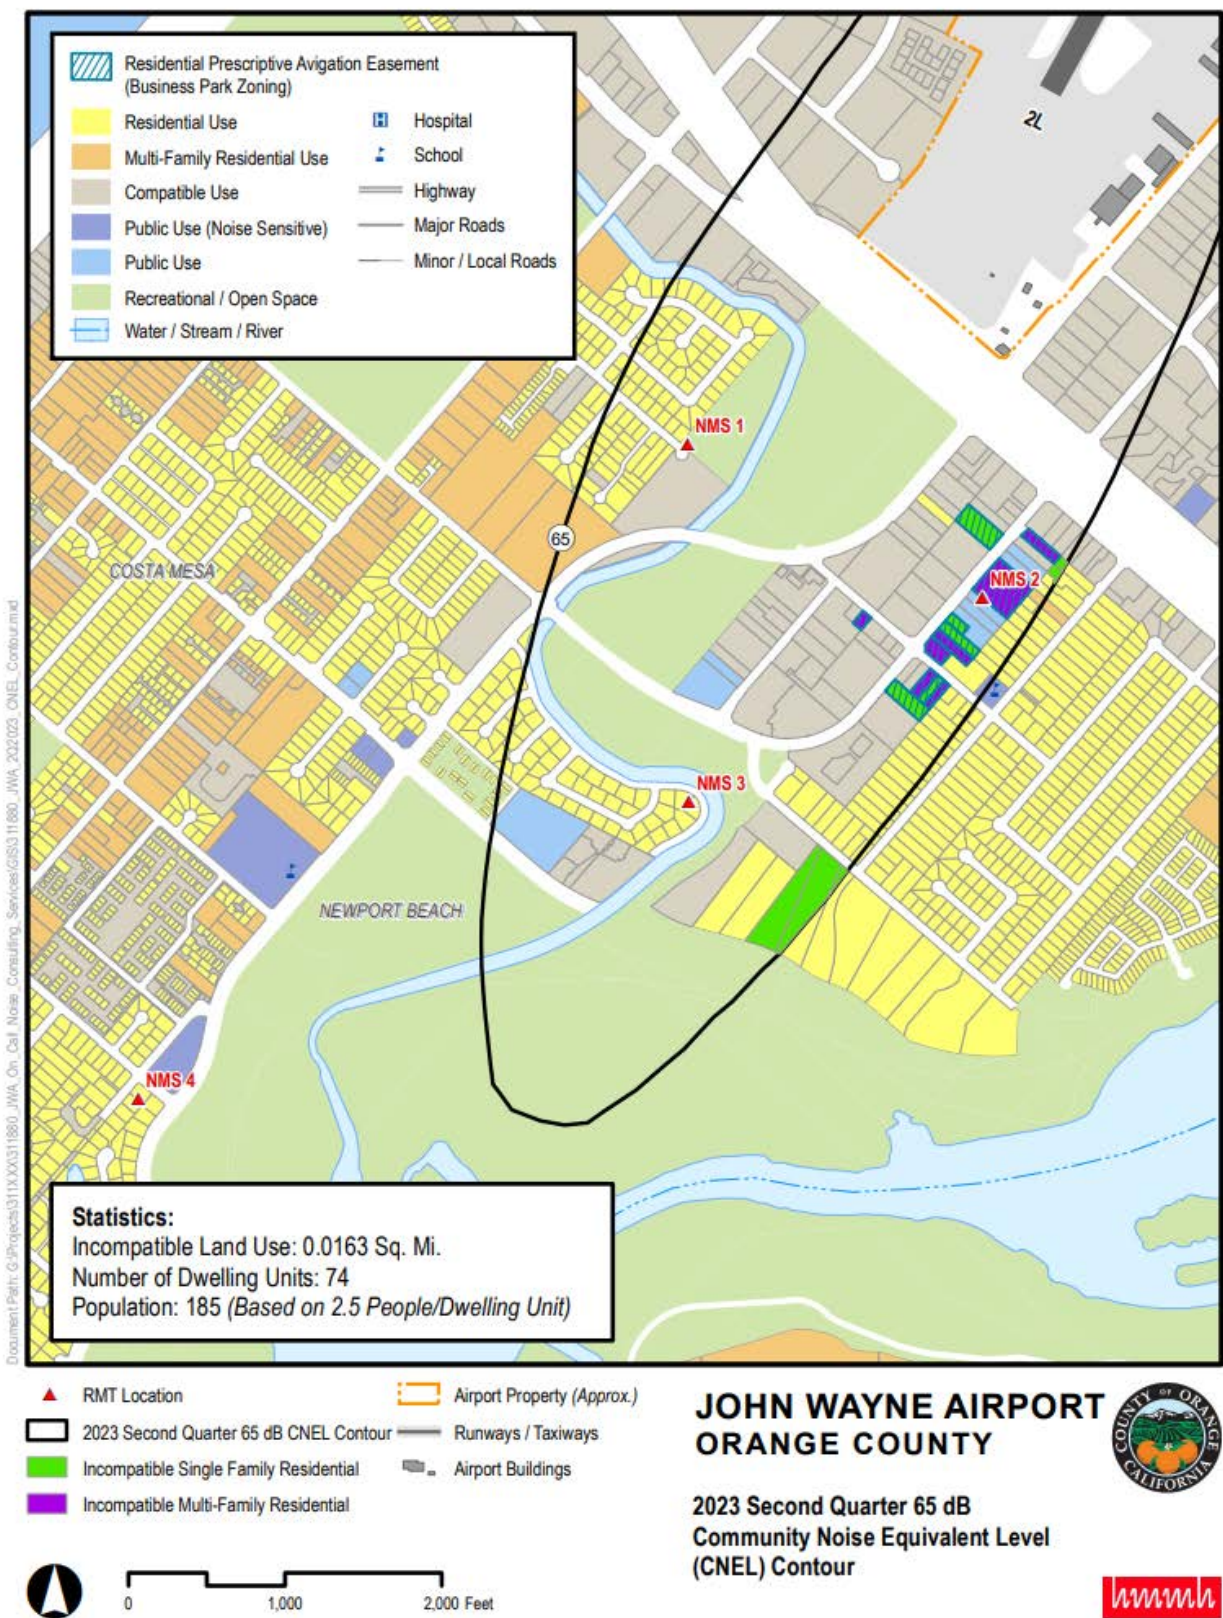 Residential Prescriptive Avigation Easement
(Business Park Zoning)
Residential Use
Multi-Family Residential Use
Compatible Use
Public Use (Noise Sensitive)
Public Use
Recreational / Open Space
Water / Stream / River
Hospital
School
Highway
Major Roads
Minor / Local Roads
2L
NMS 1
65
COSTA MESA
NMS 2
NMS 3
NEWPORT BEACH
NMS 4
Statistics:
Incompatible Land Use: 0.0163 Sq. Mi.
Number of Dwelling Units: 74
Population: 185 (Based on 2.5 People/Dwelling Unit)
RMT Location
2023 Second Quarter 65 dB CNEL Contour
Incompatible Single Family Residential
Incompatible Multi-Family Residential
Airport Property (Approx.)
Runways / Taxiways
Airport Buildings
JOHN WAYNE AIRPORT
ORANGE COUNTY
COUNTY OF ORANGE
CALIFORNIA
2023 Second Quarter 65 dB
Community Noise Equivalent Level
(CNEL) Contour
0 1,000 2,000 Feet
hmmh